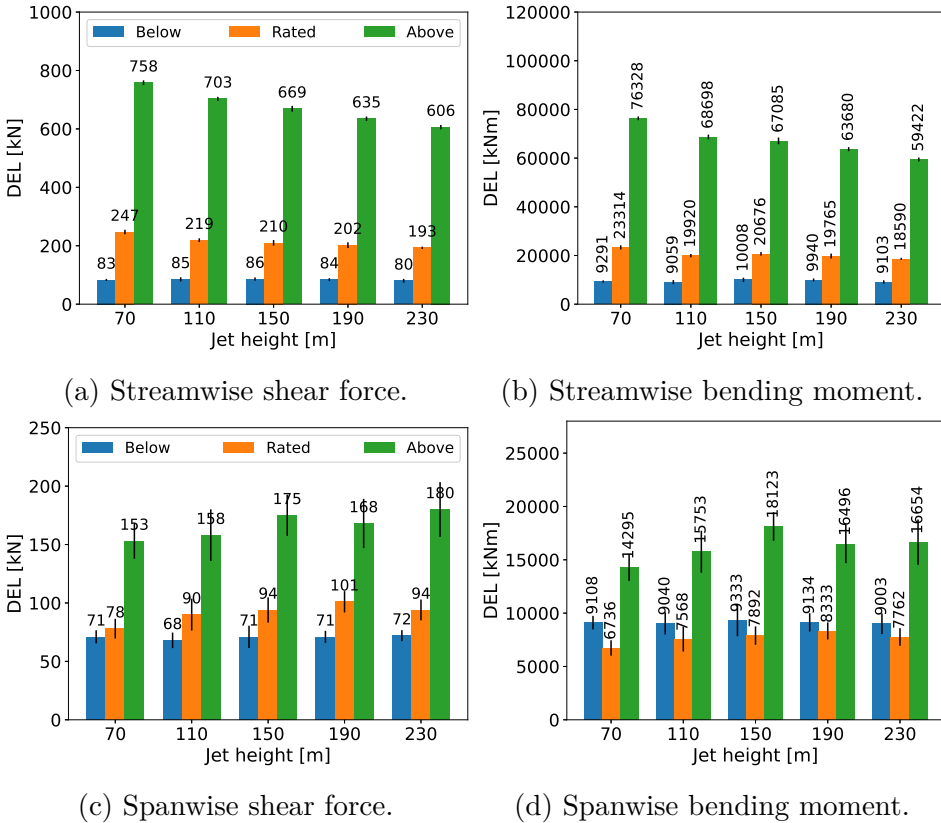 1000
800
600
400
200
0
DEL [kN]
Below Rated Above
83 247 758
85 219 703
86 210 669
84 202 635
80 193 606
70 110 150 190 230
Jet height [m]
(a) Streamwise shear force.
120000
100000
80000
60000
40000
20000
0
DEL [kNm]
9291 23314 76328
9059 19920 68698
10008 20676 67085
9940 19765 63680
9103 18590 59422
70 110 150 190 230
Jet height [m]
(b) Streamwise bending moment.
250
200
150
100
50
0
DEL [kN]
Below Rated Above
71 78 153
68 90 158
71 94 175
71 101 168
72 94 180
70 110 150 190 230
Jet height [m]
(c) Spanwise shear force.
25000
20000
15000
10000
5000
0
DEL [kNm]
9108 6736 14295
9040 7568 15753
9333 7892 18123
9134 8333 16496
9003 7762 16654
70 110 150 190 230
Jet height [m]
(d) Spanwise bending moment.